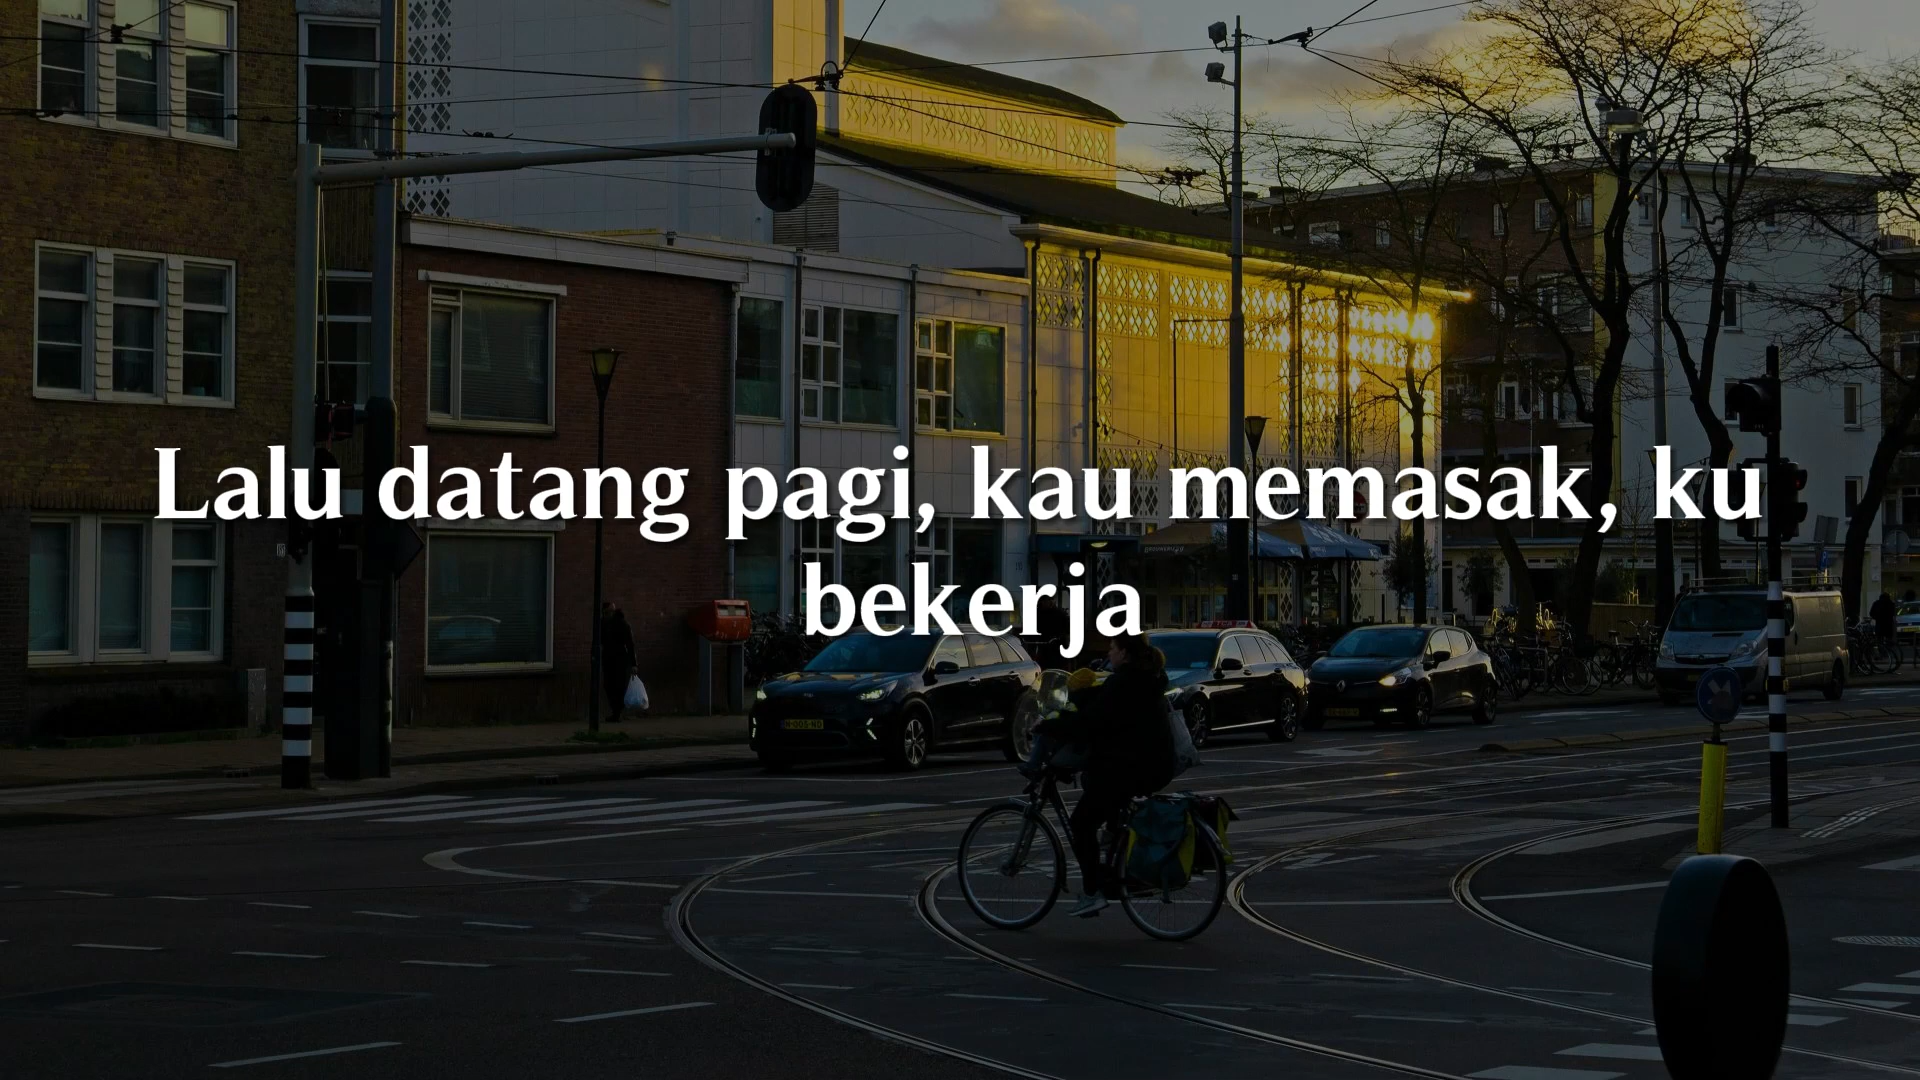 Lalu datang pagi, kau memasak, ku
bekerja